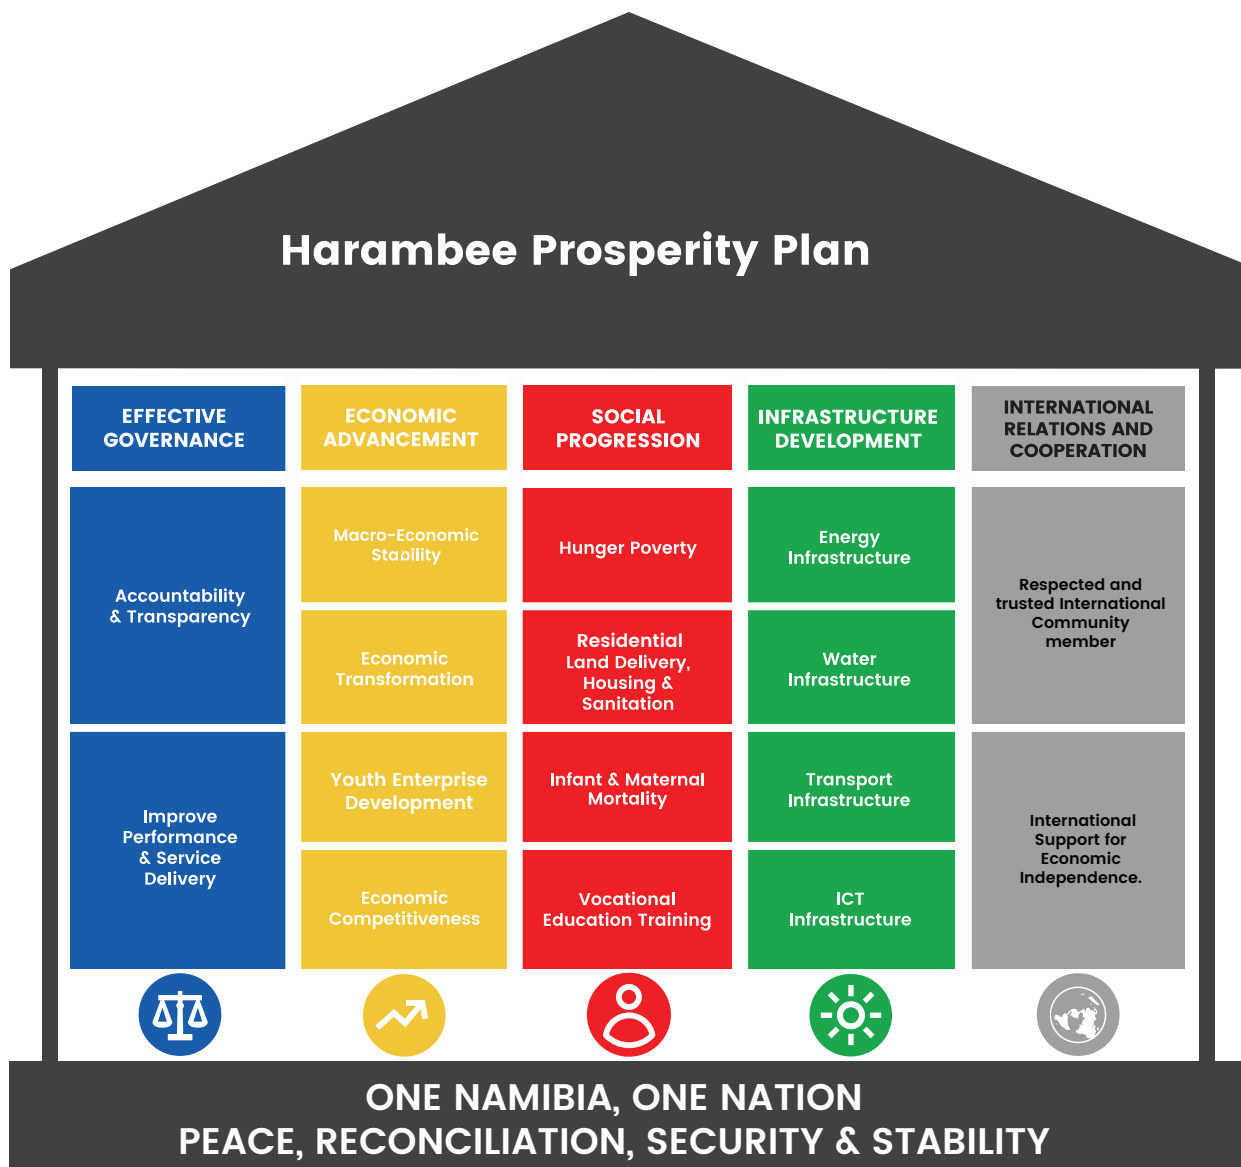 Harambee Prosperity Plan
EFFECTIVE
GOVERNANCE
Accountability
& Transparency
Improve
Performance
& Service
Delivery
ECONOMIC
ADVANCEMENT
Macro-Economic
Stability
Economic
Transformation
Youth Enterprise
Development
Economic
Competitiveness
SOCIAL
PROGRESSION
Hunger Poverty
Residential
Land Delivery,
Housing &
Sanitation
Infant & Maternal
Mortality
Vocational
Education Training
INFRASTRUCTURE
DEVELOPMENT
Energy
Infrastructure
Water
Infrastructure
Transport
Infrastructure
ICT
Infrastructure
INTERNATIONAL
RELATIONS AND
COOPERATION
Respected and
trusted International
Community
member
International
Support for
Economic
Independence.
ONE NAMIBIA, ONE NATION
PEACE, RECONCILIATION, SECURITY & STABILITY